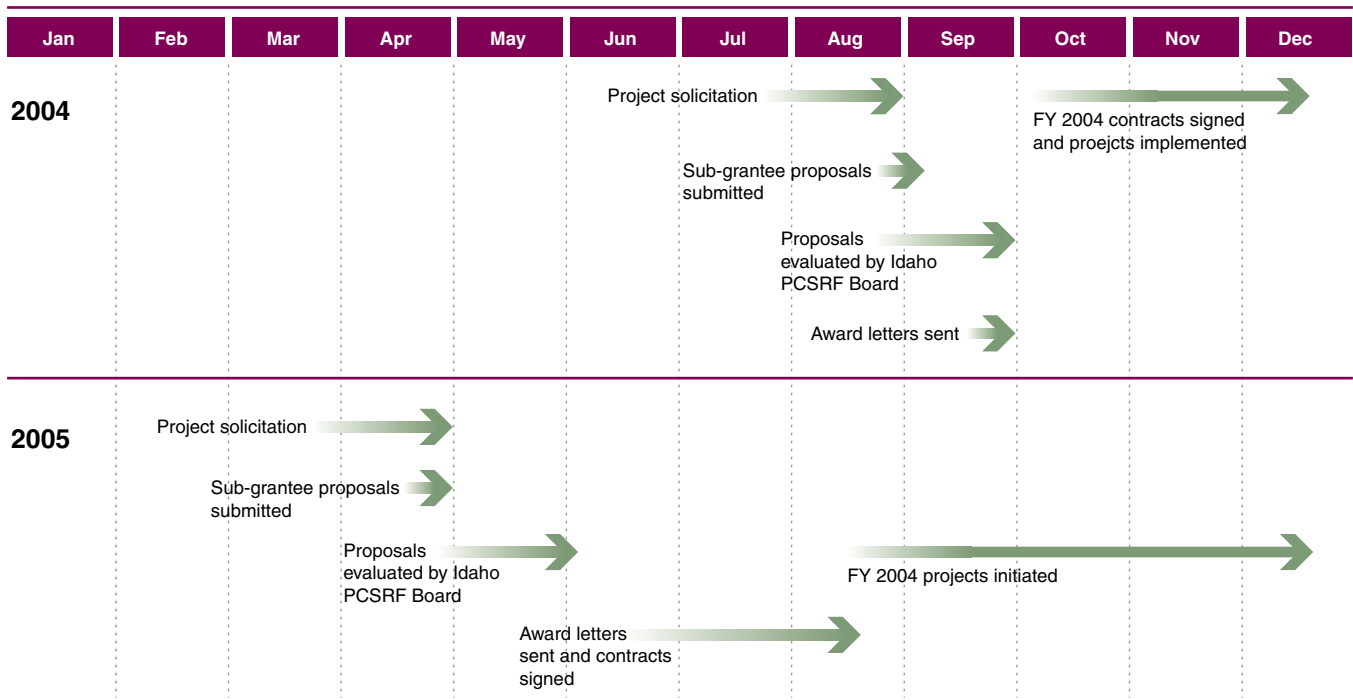 Jan Feb Mar Apr May Jun Jul Aug Sep Oct Nov Dec
2004
Project solicitation
FY 2004 contracts signed
and proejcts implemented
Sub-grantee proposals
submitted
Proposals
evaluated by Idaho
PCSRF Board
Award letters sent
2005
Project solicitation
Sub-grantee proposals
submitted
Proposals
evaluated by Idaho
PCSRF Board
FY 2004 projects initiated
Award letters
sent and contracts
signed